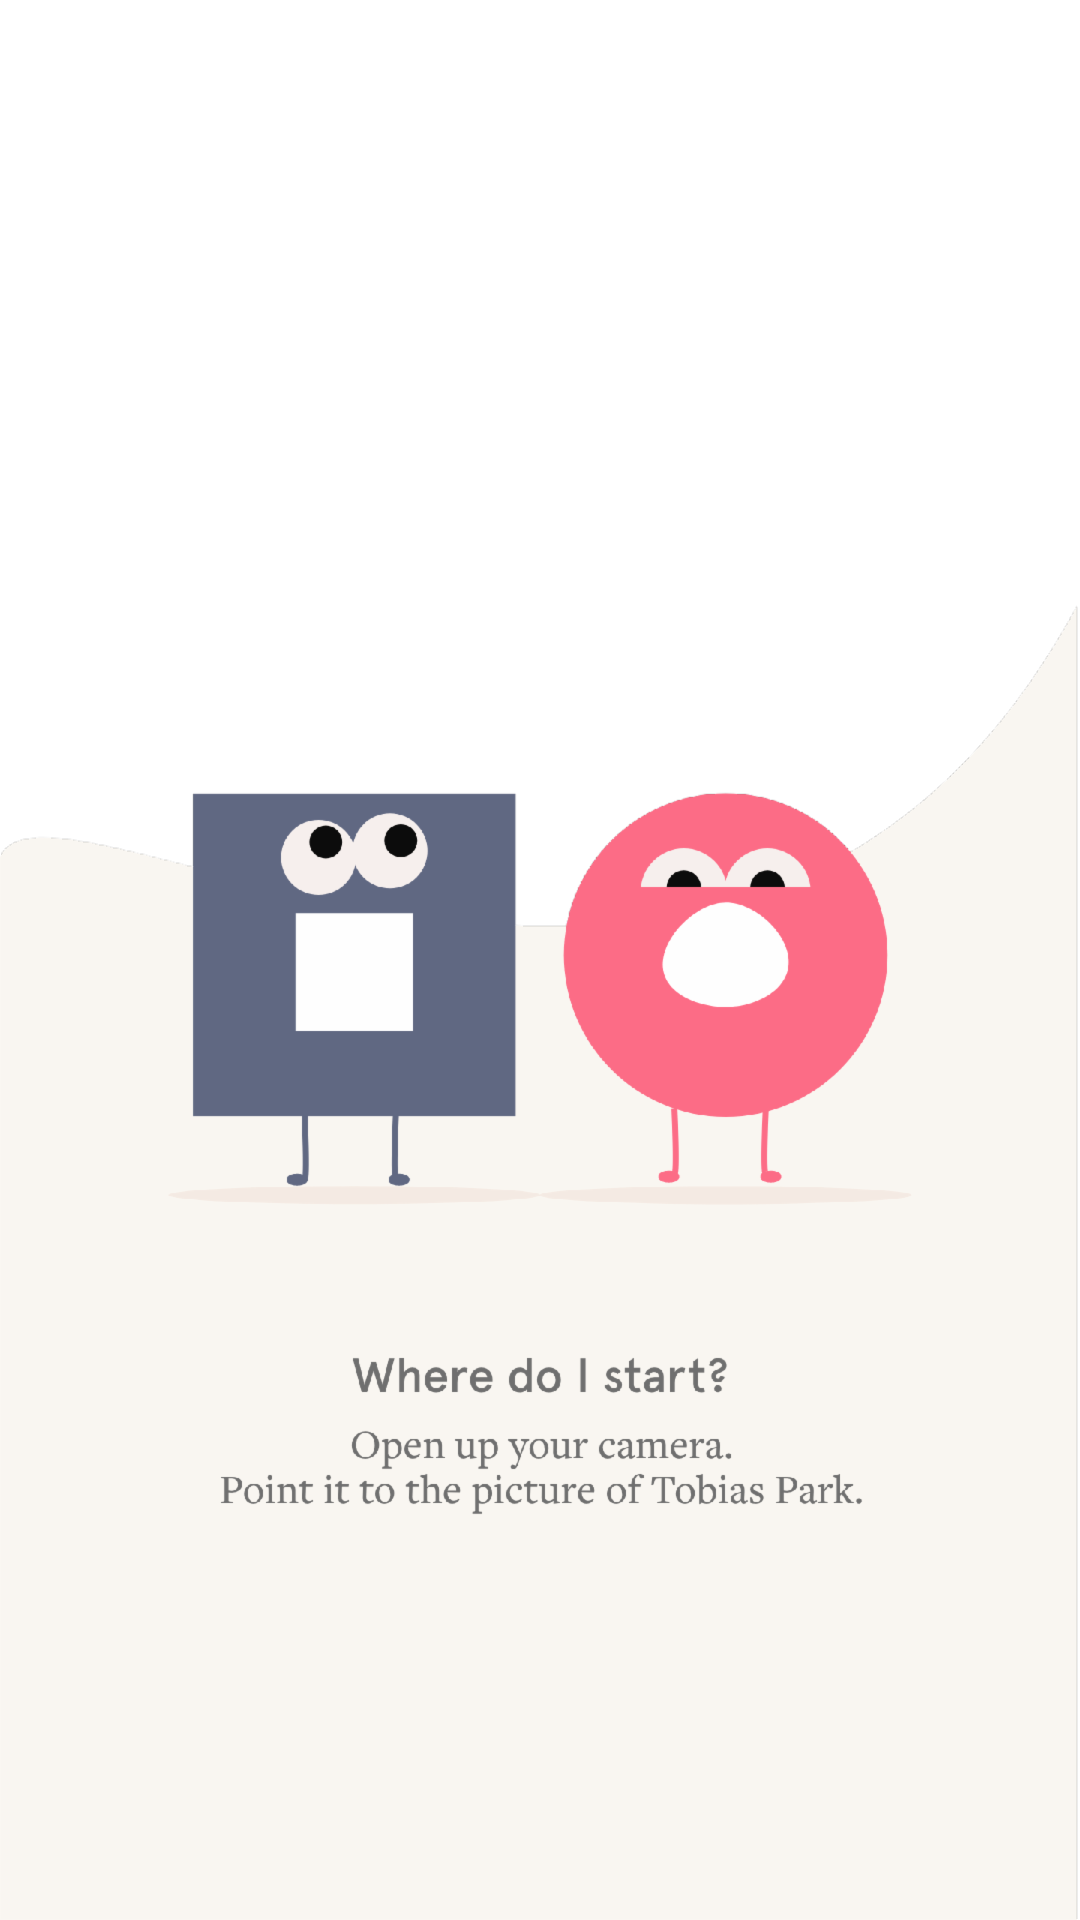 Where do I start?
Open up your camera.
Point it to the picture of Tobias Park.